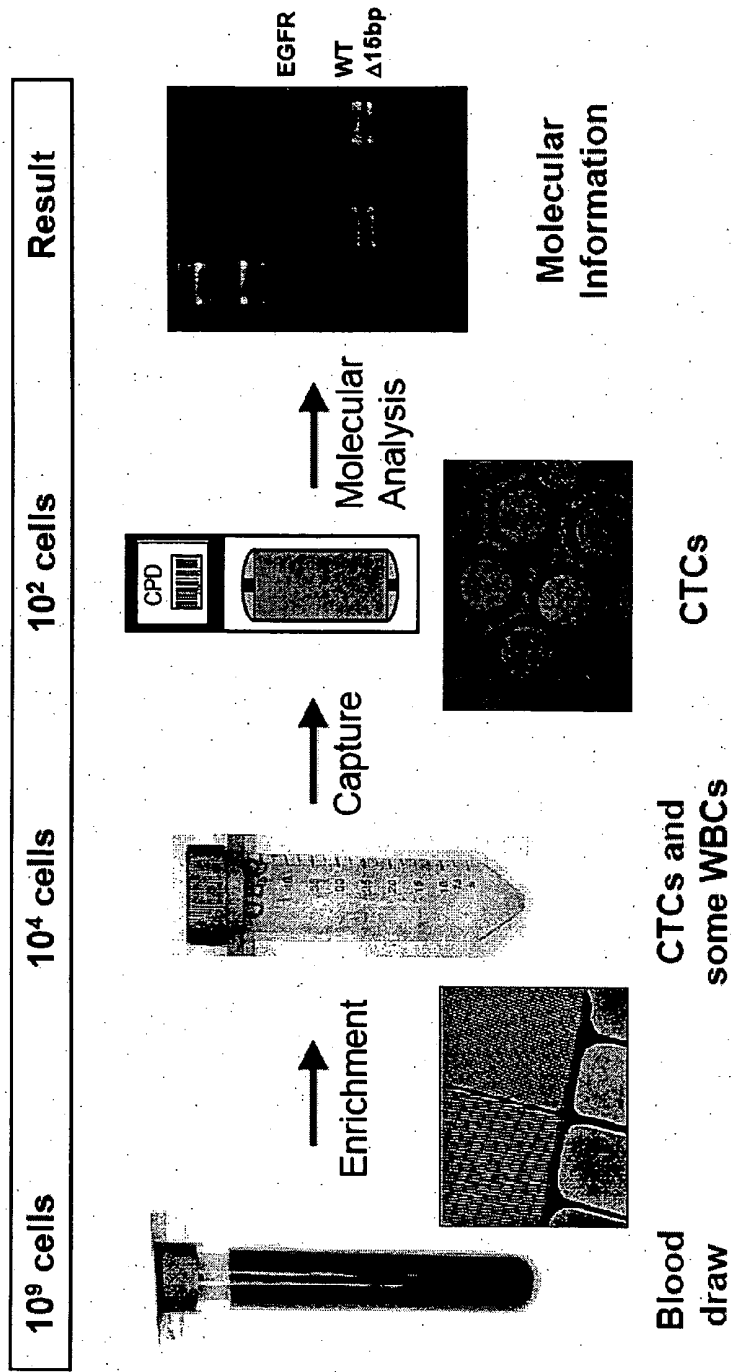 10⁹ cells
10⁴ cells
10² cells
Result
Enrichment
Capture
CPD
Molecular
Analysis
EGFR
WT
Δ15bp
Blood
draw
CTCs and
some WBCs
CTCs
Molecular
Information